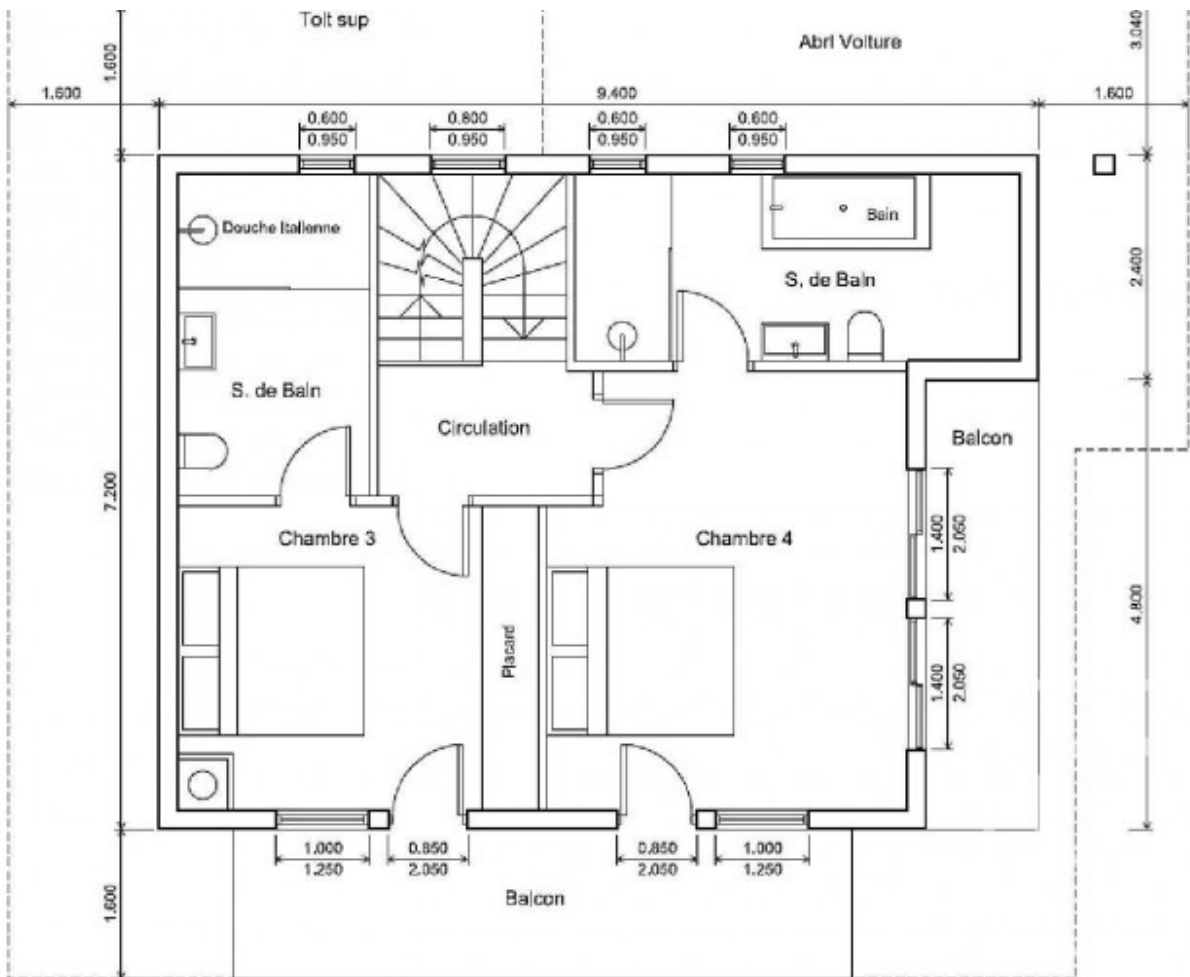 Toit sup
Abri Voiture
1.600
3.040
1.600
9.400
1.600
0.600
0.950
0.800
0.950
0.600
0.950
0.600
0.950
Douche Italienne
Bain
S. de Bain
2.400
S. de Bain
Circulation
Balcon
7.200
Chambre 3
Chambre 4
1.400
2.050
Placard
4.800
1.400
2.050
1.000
1.250
0.850
2.050
0.850
2.050
1.000
1.250
Balcon
1.600